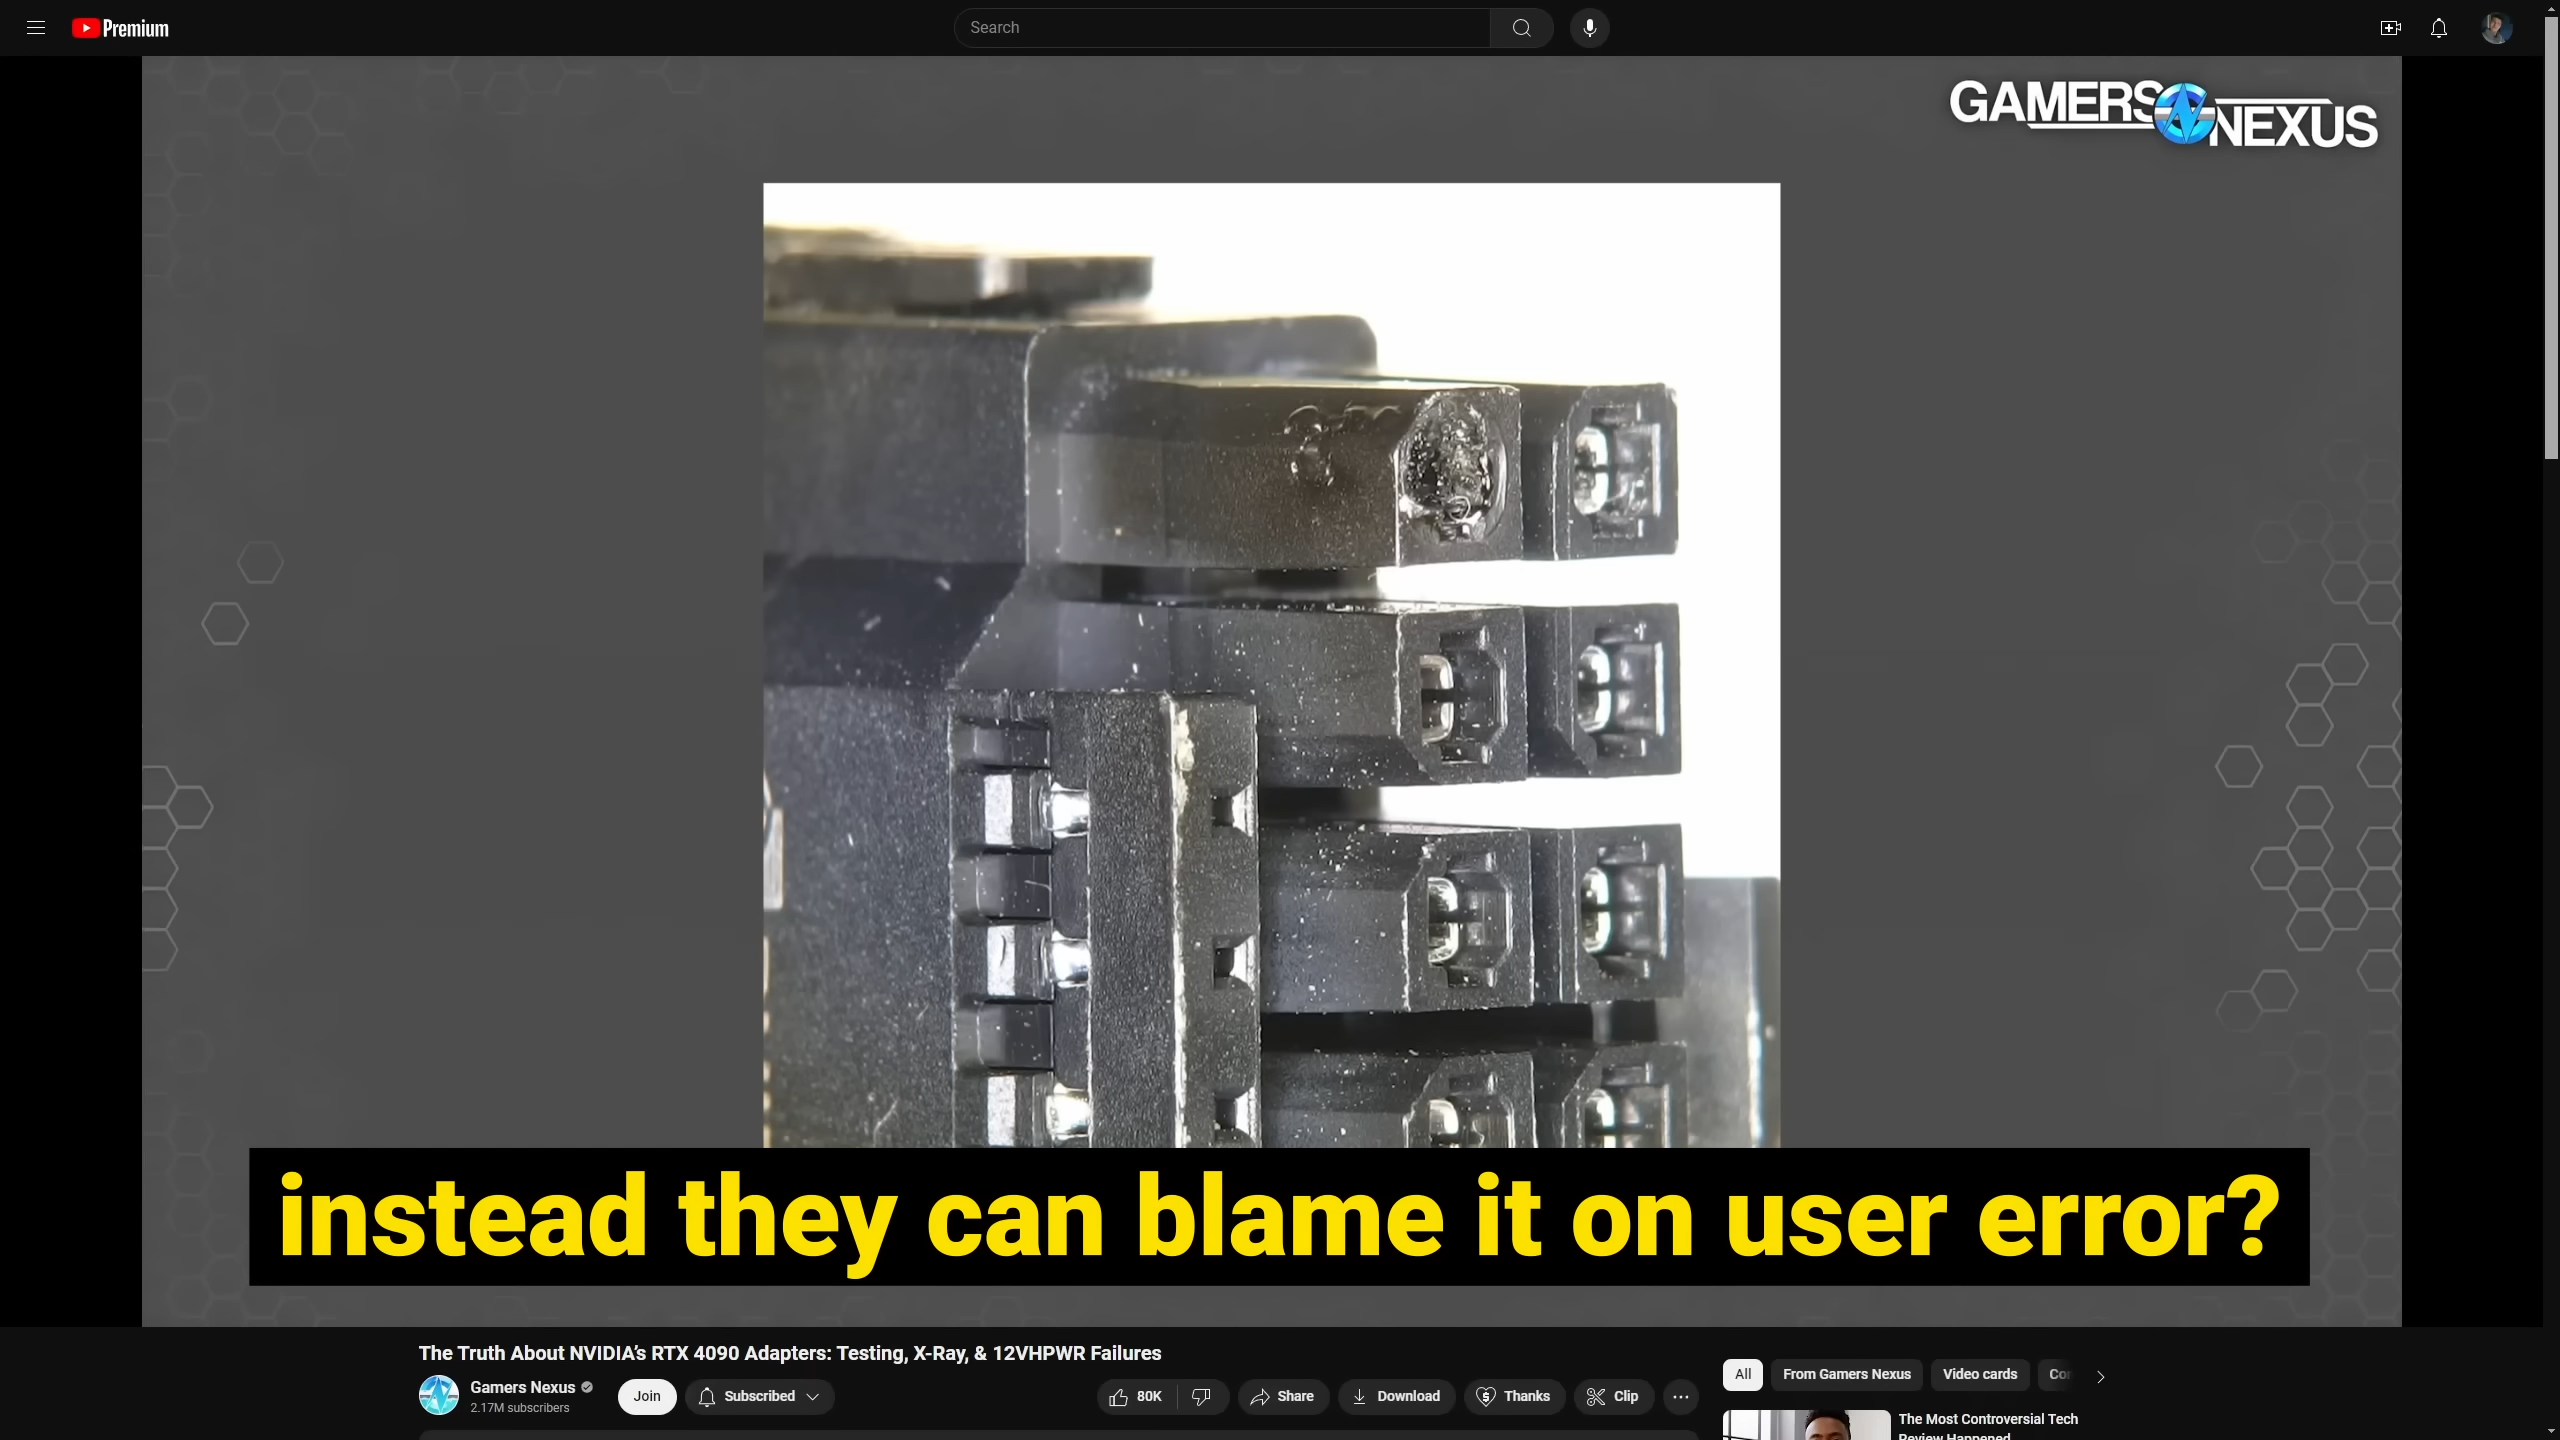 Premium
Search
GAMERS NEXUS
instead they can blame it on user error?
The Truth About NVIDIA's RTX 4090 Adapters: Testing, X-Ray, & 12VHPWR Failures
Gamers Nexus
2.17M subscribers
Join
Subscribed
80K
Share
Download
Thanks
Clip
All
From Gamers Nexus
Video cards
The Most Controversial Tech
Review Happened